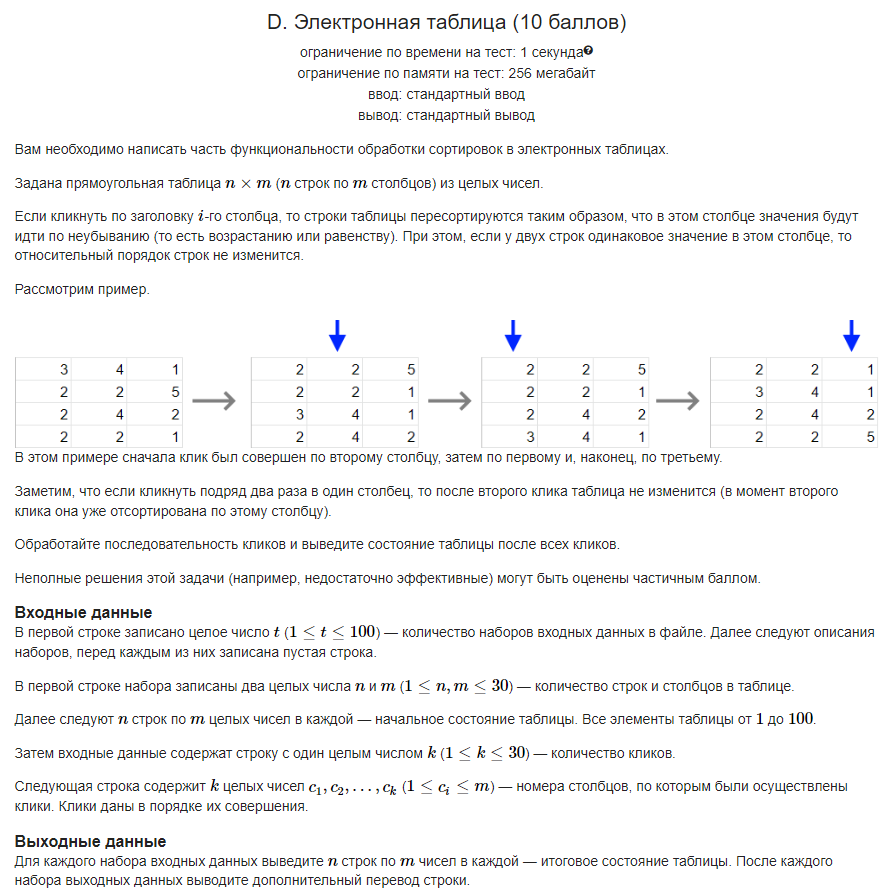 D. Электронная таблица (10 баллов)
ограничение по времени на тест: 1 секунда?
ограничение по памяти на тест: 256 мегабайт
ввод: стандартный ввод
вывод: стандартный вывод
Вам необходимо написать часть функциональности обработки сортировок в электронных таблицах.
Задана прямоугольная таблица n × m (n строк по m столбцов) из целых чисел.
Если кликнуть по заголовку i-го столбца, то строки таблицы пересортируются таким образом, что в этом столбце значения будут
идти по неубыванию (то есть возрастанию или равенству). При этом, если у двух строк одинаковое значение в этом столбце, то
относительный порядок строк не изменится.
Рассмотрим пример.
3 4 1 2 2 5 2 2 5 2 2 1
2 2 5 2 2 1 2 2 1 3 4 1
2 4 2 3 4 1 2 4 2 2 4 2
2 2 1 2 4 2 3 4 1 2 2 5
В этом примере сначала клик был совершен по второму столбцу, затем по первому и, наконец, по третьему.
Заметим, что если кликнуть подряд два раза в один столбец, то после второго клика таблица не изменится (в момент второго
клика она уже отсортирована по этому столбцу).
Обработайте последовательность кликов и выведите состояние таблицы после всех кликов.
Неполные решения этой задачи (например, недостаточно эффективные) могут быть оценены частичным баллом.
Входные данные
В первой строке записано целое число t (1 ≤ t ≤ 100) — количество наборов входных данных в файле. Далее следуют описания
наборов, перед каждым из них записана пустая строка.
В первой строке набора записаны два целых числа n и m (1 ≤ n, m ≤ 30) — количество строк и столбцов в таблице.
Далее следуют n строк по m целых чисел в каждой — начальное состояние таблицы. Все элементы таблицы от 1 до 100.
Затем входные данные содержат строку с один целым числом k (1 ≤ k ≤ 30) — количество кликов.
Следующая строка содержит k целых чисел c₁, c₂, . . . , cₖ (1 ≤ cᵢ ≤ m) — номера столбцов, по которым были осуществлены
клики. Клики даны в порядке их совершения.
Выходные данные
Для каждого набора входных данных выведите n строк по m чисел в каждой — итоговое состояние таблицы. После каждого
набора выходных данных выводите дополнительный перевод строки.